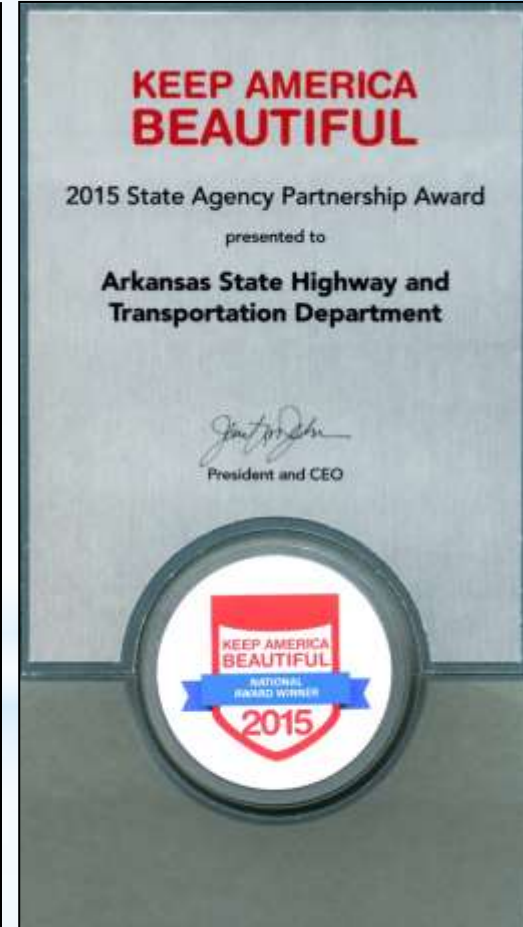 KEEP AMERICA
BEAUTIFUL
2015 State Agency Partnership Award
presented to
Arkansas State Highway and
Transportation Department
President and CEO
KEEP AMERICA
BEAUTIFUL
NATIONAL
AWARD WINNER
2015